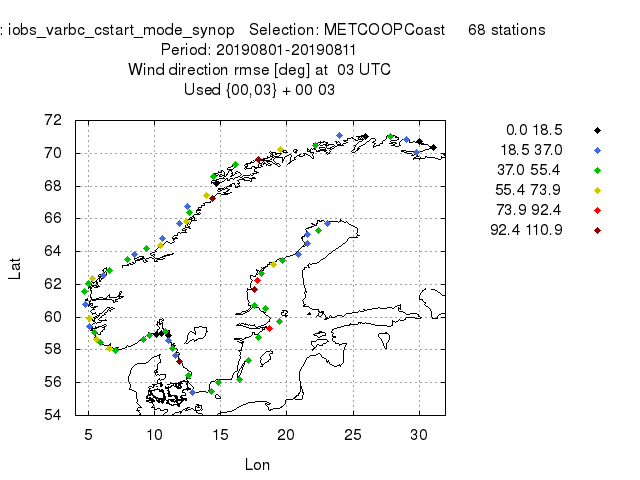 : iobs_varbc_cstart_mode_synop Selection: METCOOPCoast 68 stations
Period: 20190801-20190811
Wind direction rmse [deg] at 03 UTC
Used {00,03} + 00 03
72
70
68
66
64
62
60
58
56
54
Lat
5 10 15 20 25 30
Lon
0.0 18.5
18.5 37.0
37.0 55.4
55.4 73.9
73.9 92.4
92.4 110.9